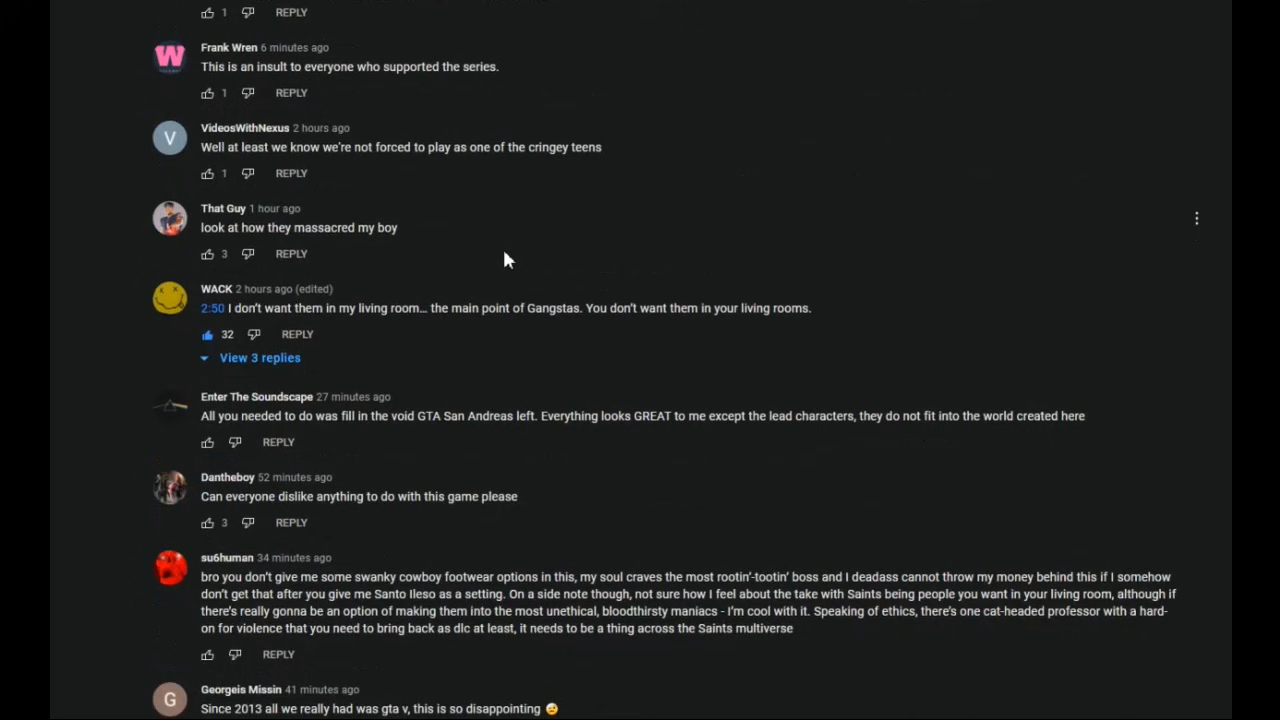 1 REPLY
Frank Wren 6 minutes ago
This is an insult to everyone who supported the series.
1 REPLY
V
VideosWithNexus 2 hours ago
Well at least we know we're not forced to play as one of the cringey teens
1 REPLY
That Guy 1 hour ago
look at how they massacred my boy
3 REPLY
WACK 2 hours ago (edited)
2:50 I don't want them in my living room... the main point of Gangstas. You don't want them in your living rooms.
32 REPLY
View 3 replies
Enter The Soundscape 27 minutes ago
All you needed to do was fill in the void GTA San Andreas left. Everything looks GREAT to me except the lead characters, they do not fit into the world created here
REPLY
Dantheboy 52 minutes ago
Can everyone dislike anything to do with this game please
3 REPLY
su6human 34 minutes ago
bro you don't give me some swanky cowboy footwear options in this, my soul craves the most rootin'-tootin' boss and I deadass cannot throw my money behind this if I somehow
don't get that after you give me Santo Ileso as a setting. On a side note though, not sure how I feel about the take with Saints being people you want in your living room, although if
there's really gonna be an option of making them into the most unethical, bloodthirsty maniacs - I'm cool with it. Speaking of ethics, there's one cat-headed professor with a hard-
on for violence that you need to bring back as dlc at least, it needs to be a thing across the Saints multiverse
REPLY
G
Georgeis Missin 41 minutes ago
Since 2013 all we really had was gta v, this is so disappointing 🤕